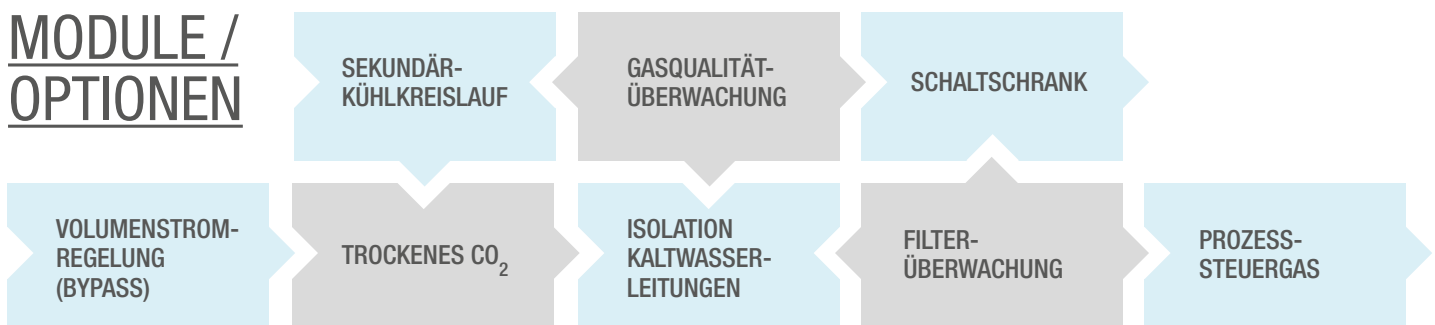 MODULE /
OPTIONEN
SEKUNDÄR-
KÜHLKREISLAUF
GASQUALITÄT-
ÜBERWACHUNG
SCHALTSCHRANK
VOLUMENSTROM-
REGELUNG
(BYPASS)
TROCKENES CO₂
ISOLATION
KALTWASSER-
LEITUNGEN
FILTER-
ÜBERWACHUNG
PROZESS-
STEUERGAS